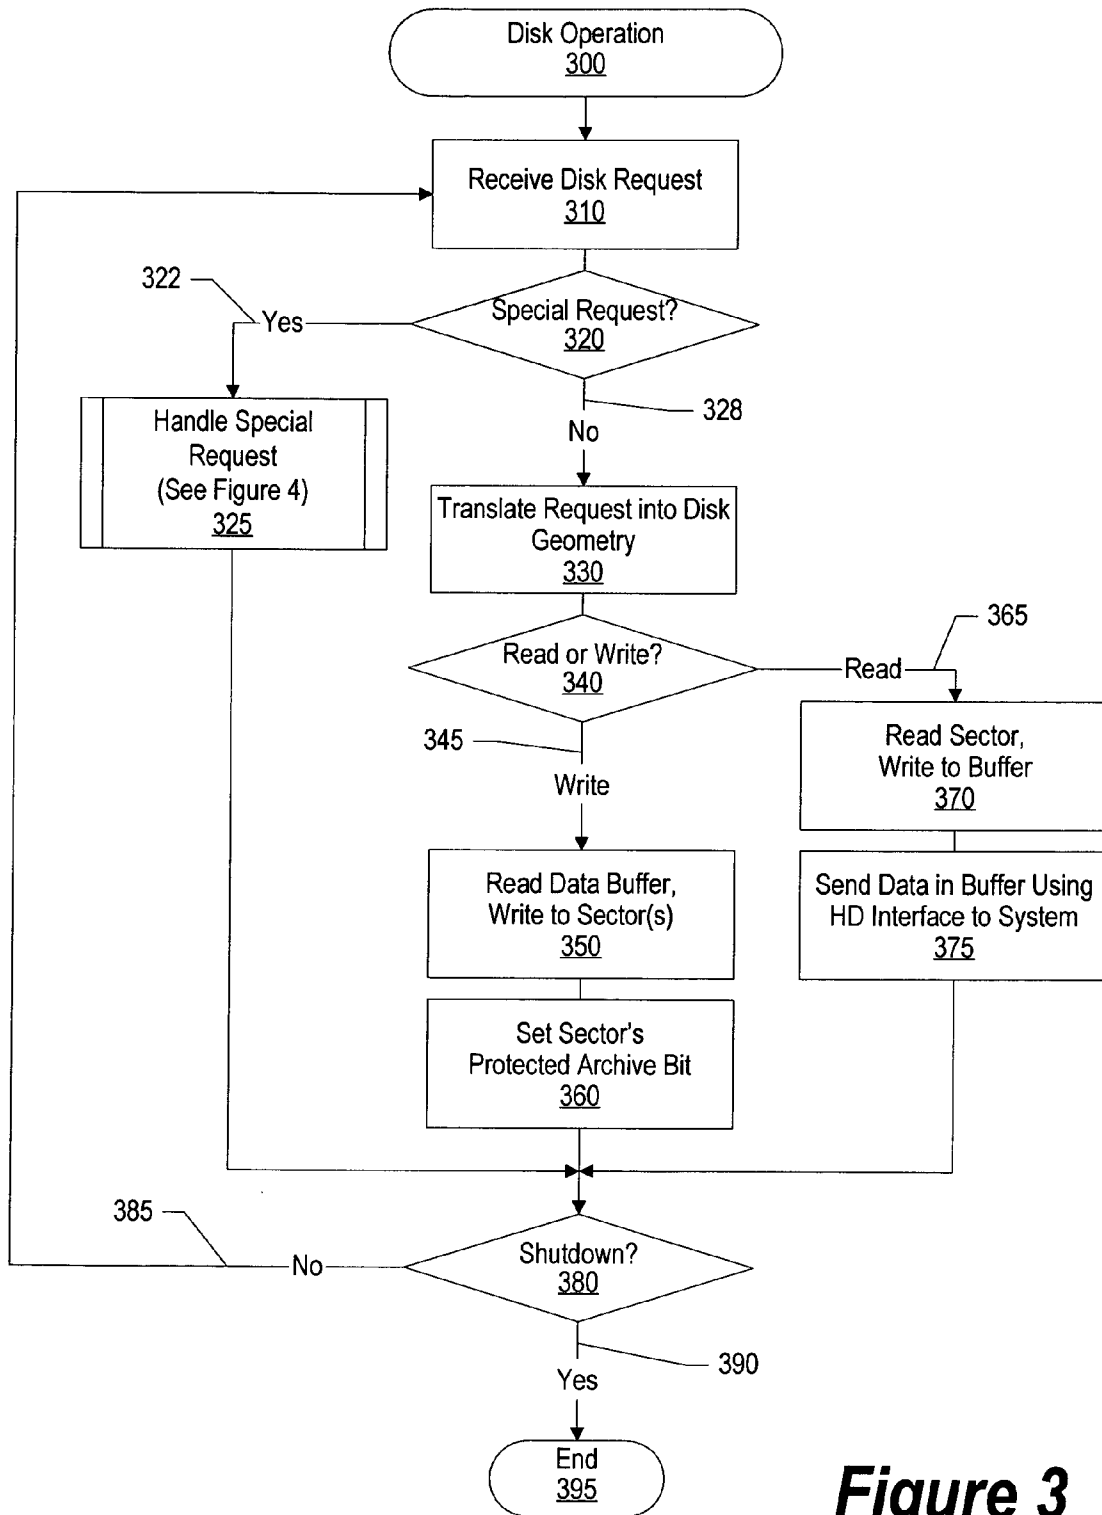 Disk Operation
300
Receive Disk Request
310
322
Yes
Special Request?
320
328
No
Handle Special
Request
(See Figure 4)
325
Translate Request into Disk
Geometry
330
365
Read or Write?
340
Read
345
Write
Read Sector,
Write to Buffer
370
Read Data Buffer,
Write to Sector(s)
350
Send Data in Buffer Using
HD Interface to System
375
Set Sector's
Protected Archive Bit
360
385
No
Shutdown?
380
390
Yes
End
395
Figure 3